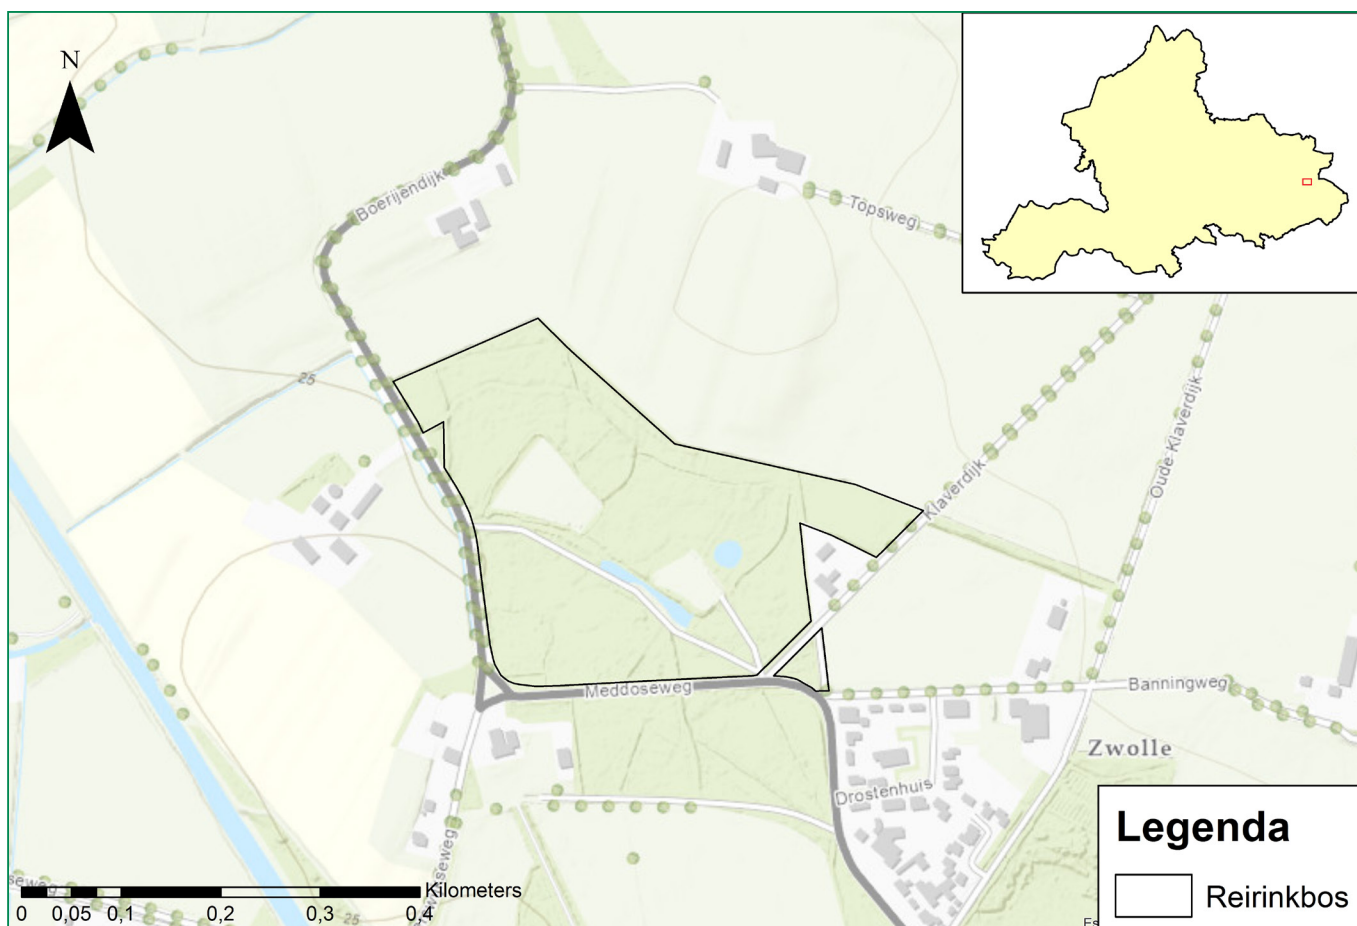 N
Boerijendijk
Topsweg
25
Klaverdijk
Oude Klaverdijk
Meddoseweg
Banningweg
Zwolle
Drostenhuis
Legenda
Reirinkbos
Kilometers
0 0,05 0,1 0,2 0,3 0,4
25